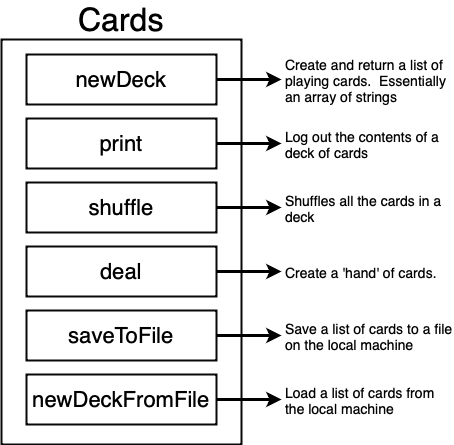 Cards
newDeck
Create and return a list of
playing cards.  Essentially
an array of strings
print
Log out the contents of a
deck of cards
shuffle
Shuffles all the cards in a
deck
deal
Create a 'hand' of cards.
saveToFile
Save a list of cards to a file
on the local machine
newDeckFromFile
Load a list of cards from
the local machine